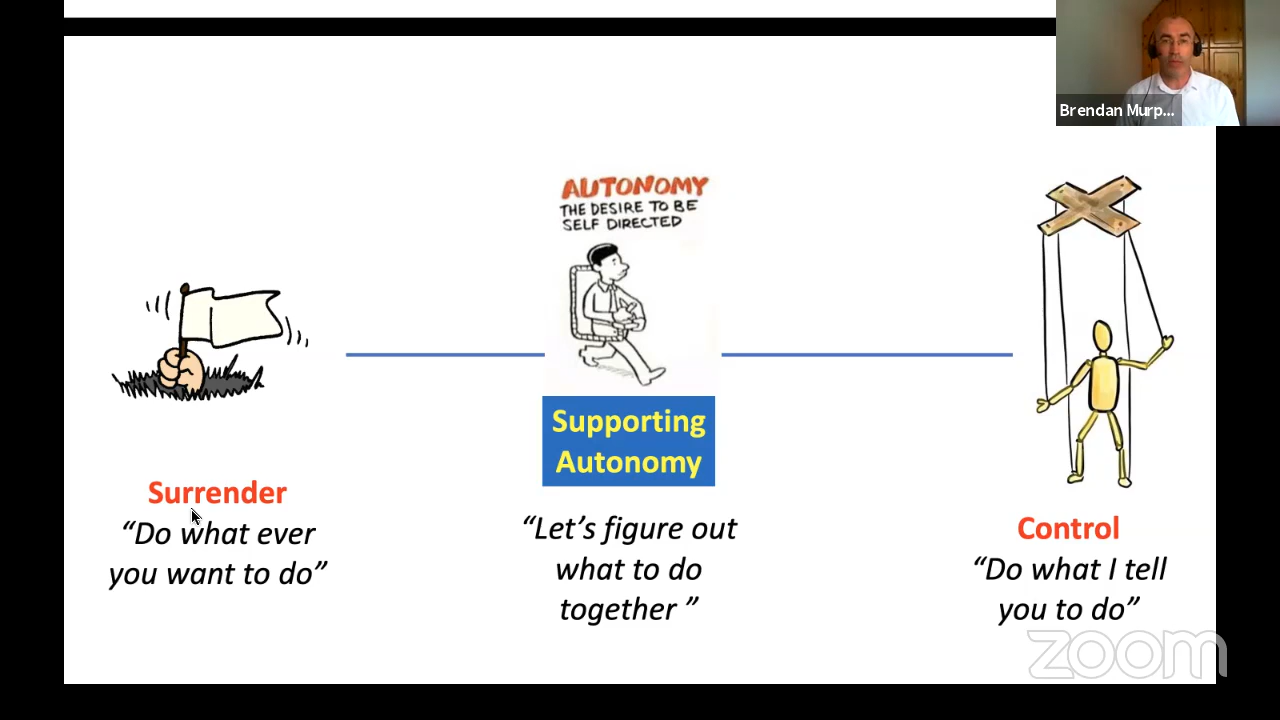 Brendan Murp...
AUTONOMY
THE DESIRE TO BE
SELF DIRECTED
Supporting
Autonomy
Surrender
“Do what ever
you want to do”
“Let’s figure out
what to do
together ”
Control
“Do what I tell
you to do”
zoom